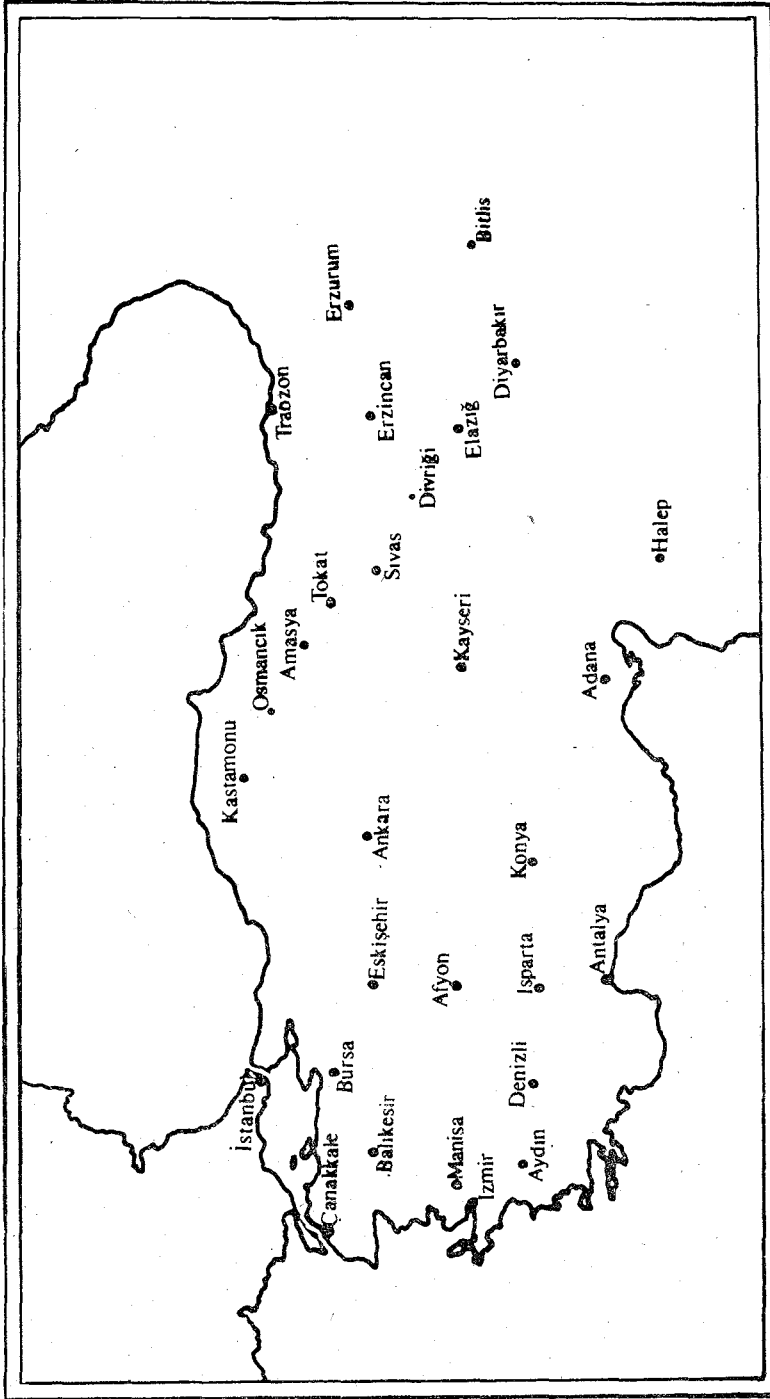 Kastamonu
Osmancık
Amasya
Tokat
Trabzon
Erzurum
İstanbul
Çanakkale
Bursa
Balıkesir
Eskişehir
Ankara
Sıvas
Divriği
Erzincan
Manisa
İzmir
Afyon
Kayseri
Elazığ
Diyarbakır
Bitlis
Aydın
Denizli
Isparta
Konya
Antalya
Adana
Halep